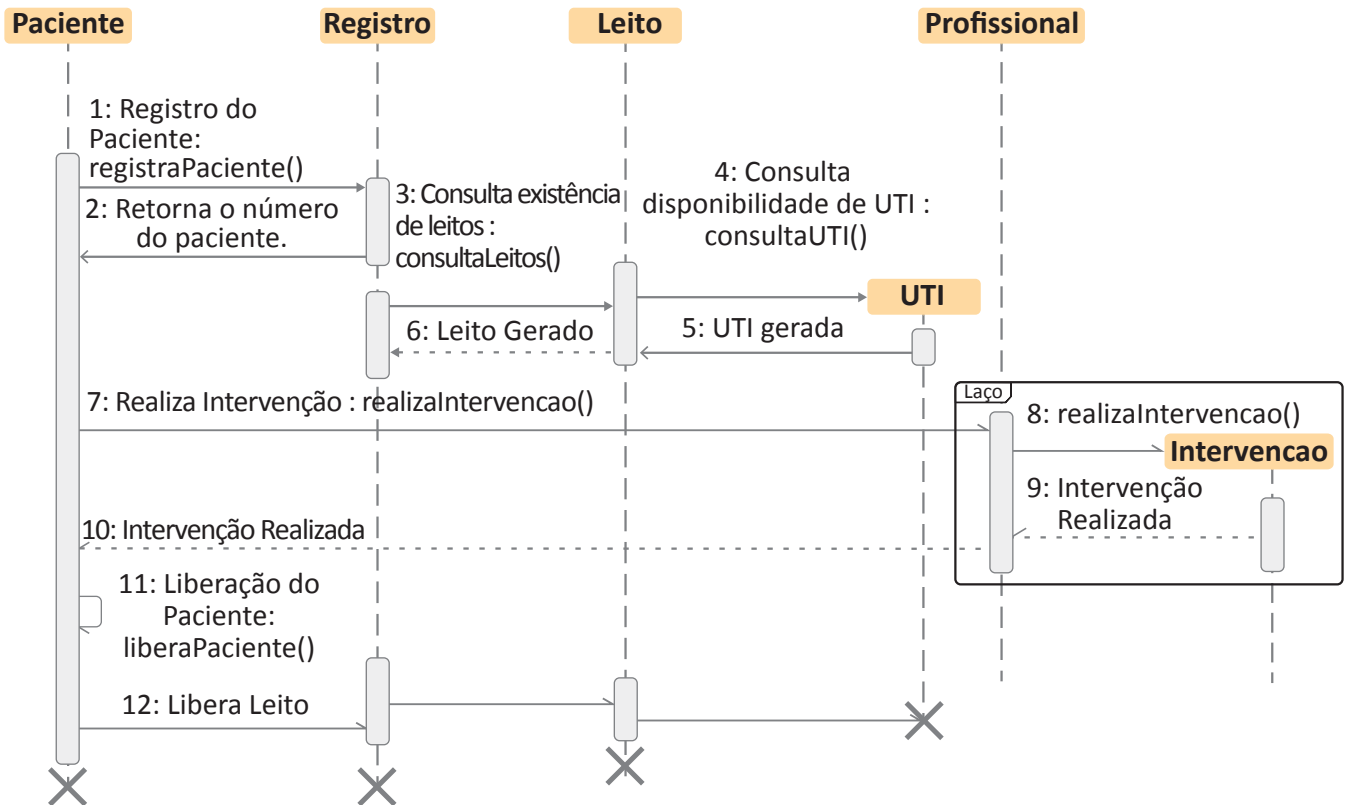 Paciente
Registro
Leito
Profissional
1: Registro do
Paciente:
registraPaciente()
2: Retorna o número
do paciente.
3: Consulta existência
de leitos :
consultaLeitos()
4: Consulta
disponibilidade de UTI :
consultaUTI()
UTI
5: UTI gerada
6: Leito Gerado
7: Realiza Intervenção : realizaIntervencao()
Laço
8: realizaIntervencao()
Intervencao
9: Intervenção
Realizada
10: Intervenção Realizada
11: Liberação do
Paciente:
liberaPaciente()
12: Libera Leito